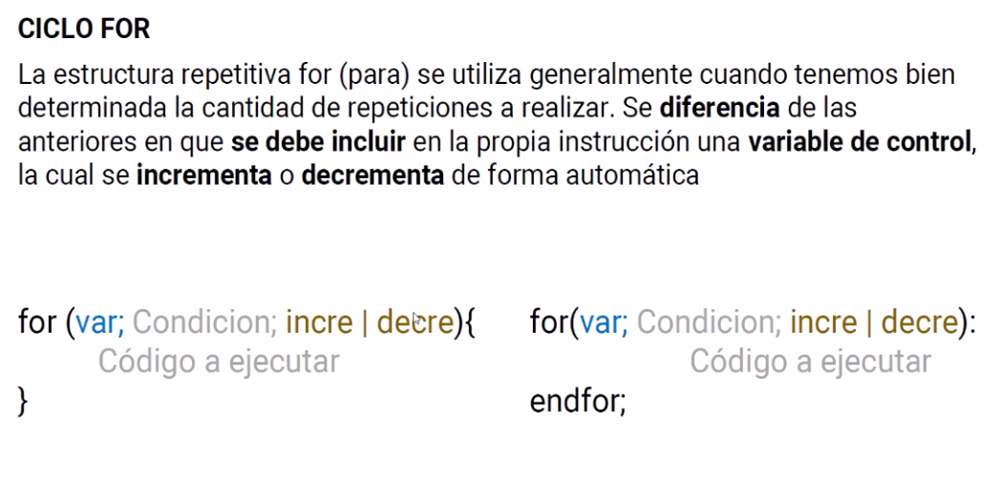 CICLO FOR
La estructura repetitiva for (para) se utiliza generalmente cuando tenemos bien
determinada la cantidad de repeticiones a realizar. Se diferencia de las
anteriores en que se debe incluir en la propia instrucción una variable de control,
la cual se incrementa o decrementa de forma automática
for (var; Condicion; incre | decre){
Código a ejecutar
}
for(var; Condicion; incre | decre):
Código a ejecutar
endfor;